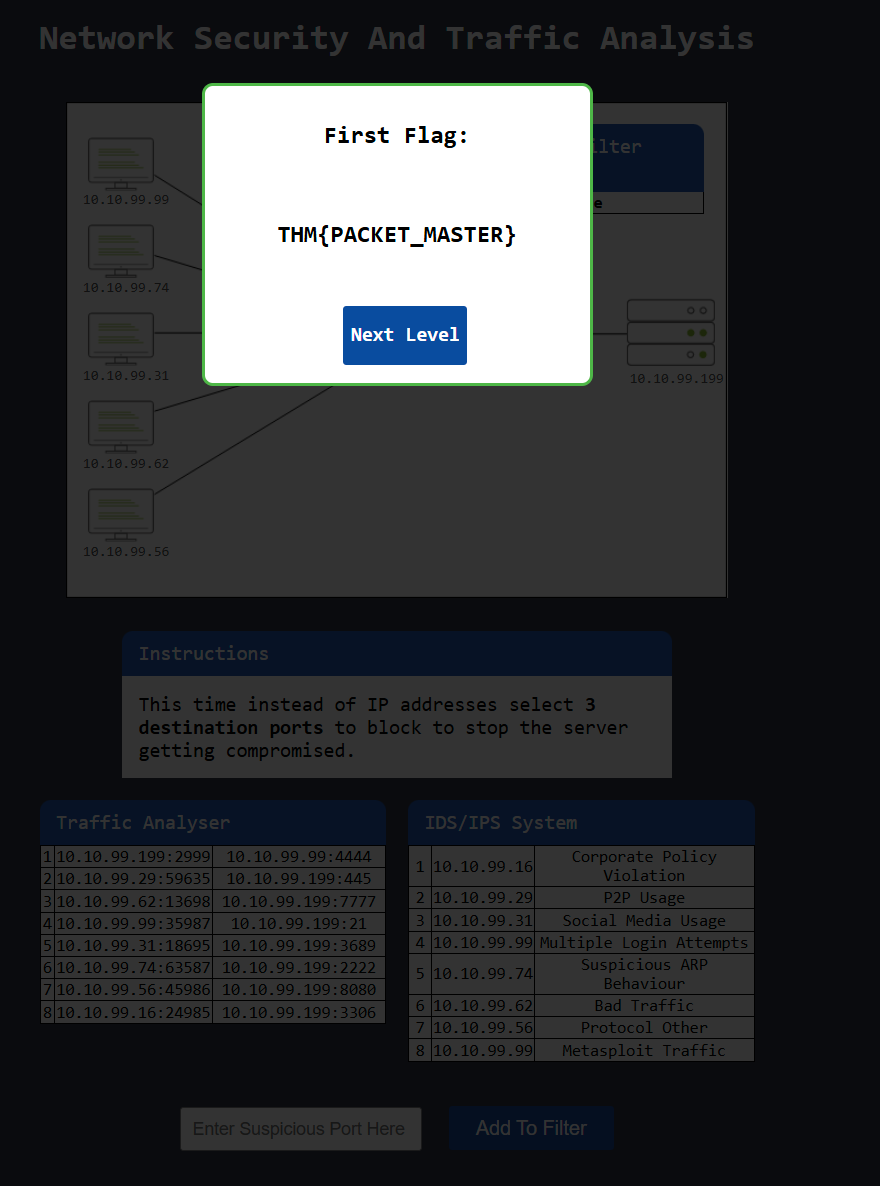 Network Security And Traffic Analysis
First Flag:
THM{PACKET_MASTER}
Next Level
ilter
e
10.10.99.99
10.10.99.74
10.10.99.31
10.10.99.62
10.10.99.56
10.10.99.199
Instructions
This time instead of IP addresses select 3
destination ports to block to stop the server
getting compromised.
Traffic Analyser
1 10.10.99.199:2999 10.10.99.99:4444
2 10.10.99.29:59635 10.10.99.199:445
3 10.10.99.62:13698 10.10.99.199:7777
4 10.10.99.99:35987 10.10.99.199:21
5 10.10.99.31:18695 10.10.99.199:3689
6 10.10.99.74:63587 10.10.99.199:2222
7 10.10.99.56:45986 10.10.99.199:8080
8 10.10.99.16:24985 10.10.99.199:3306
IDS/IPS System
1 10.10.99.16 Corporate Policy
Violation
2 10.10.99.29 P2P Usage
3 10.10.99.31 Social Media Usage
4 10.10.99.99 Multiple Login Attempts
5 10.10.99.74 Suspicious ARP
Behaviour
6 10.10.99.62 Bad Traffic
7 10.10.99.56 Protocol Other
8 10.10.99.99 Metasploit Traffic
Enter Suspicious Port Here
Add To Filter